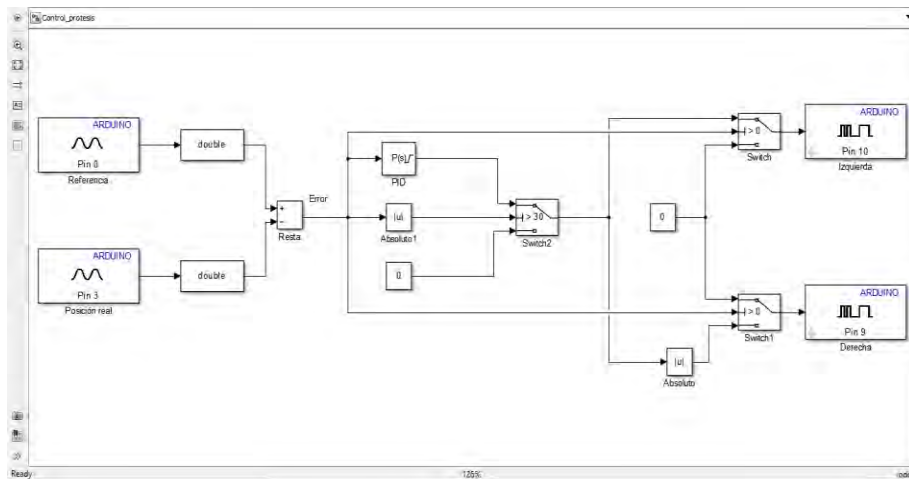 Control_protesis
ARDUINO
Pin 0
Referencia
double
ARDUINO
Pin 3
Posición real
double
+
−
Resta
Error
P(s)
PID
|u|
Absoluto1
0
> 30
Switch2
0
> 0
Switch
ARDUINO
Pin 10
Izquierda
> 0
Switch1
ARDUINO
Pin 9
Derecha
|u|
Absoluto
Ready
126%